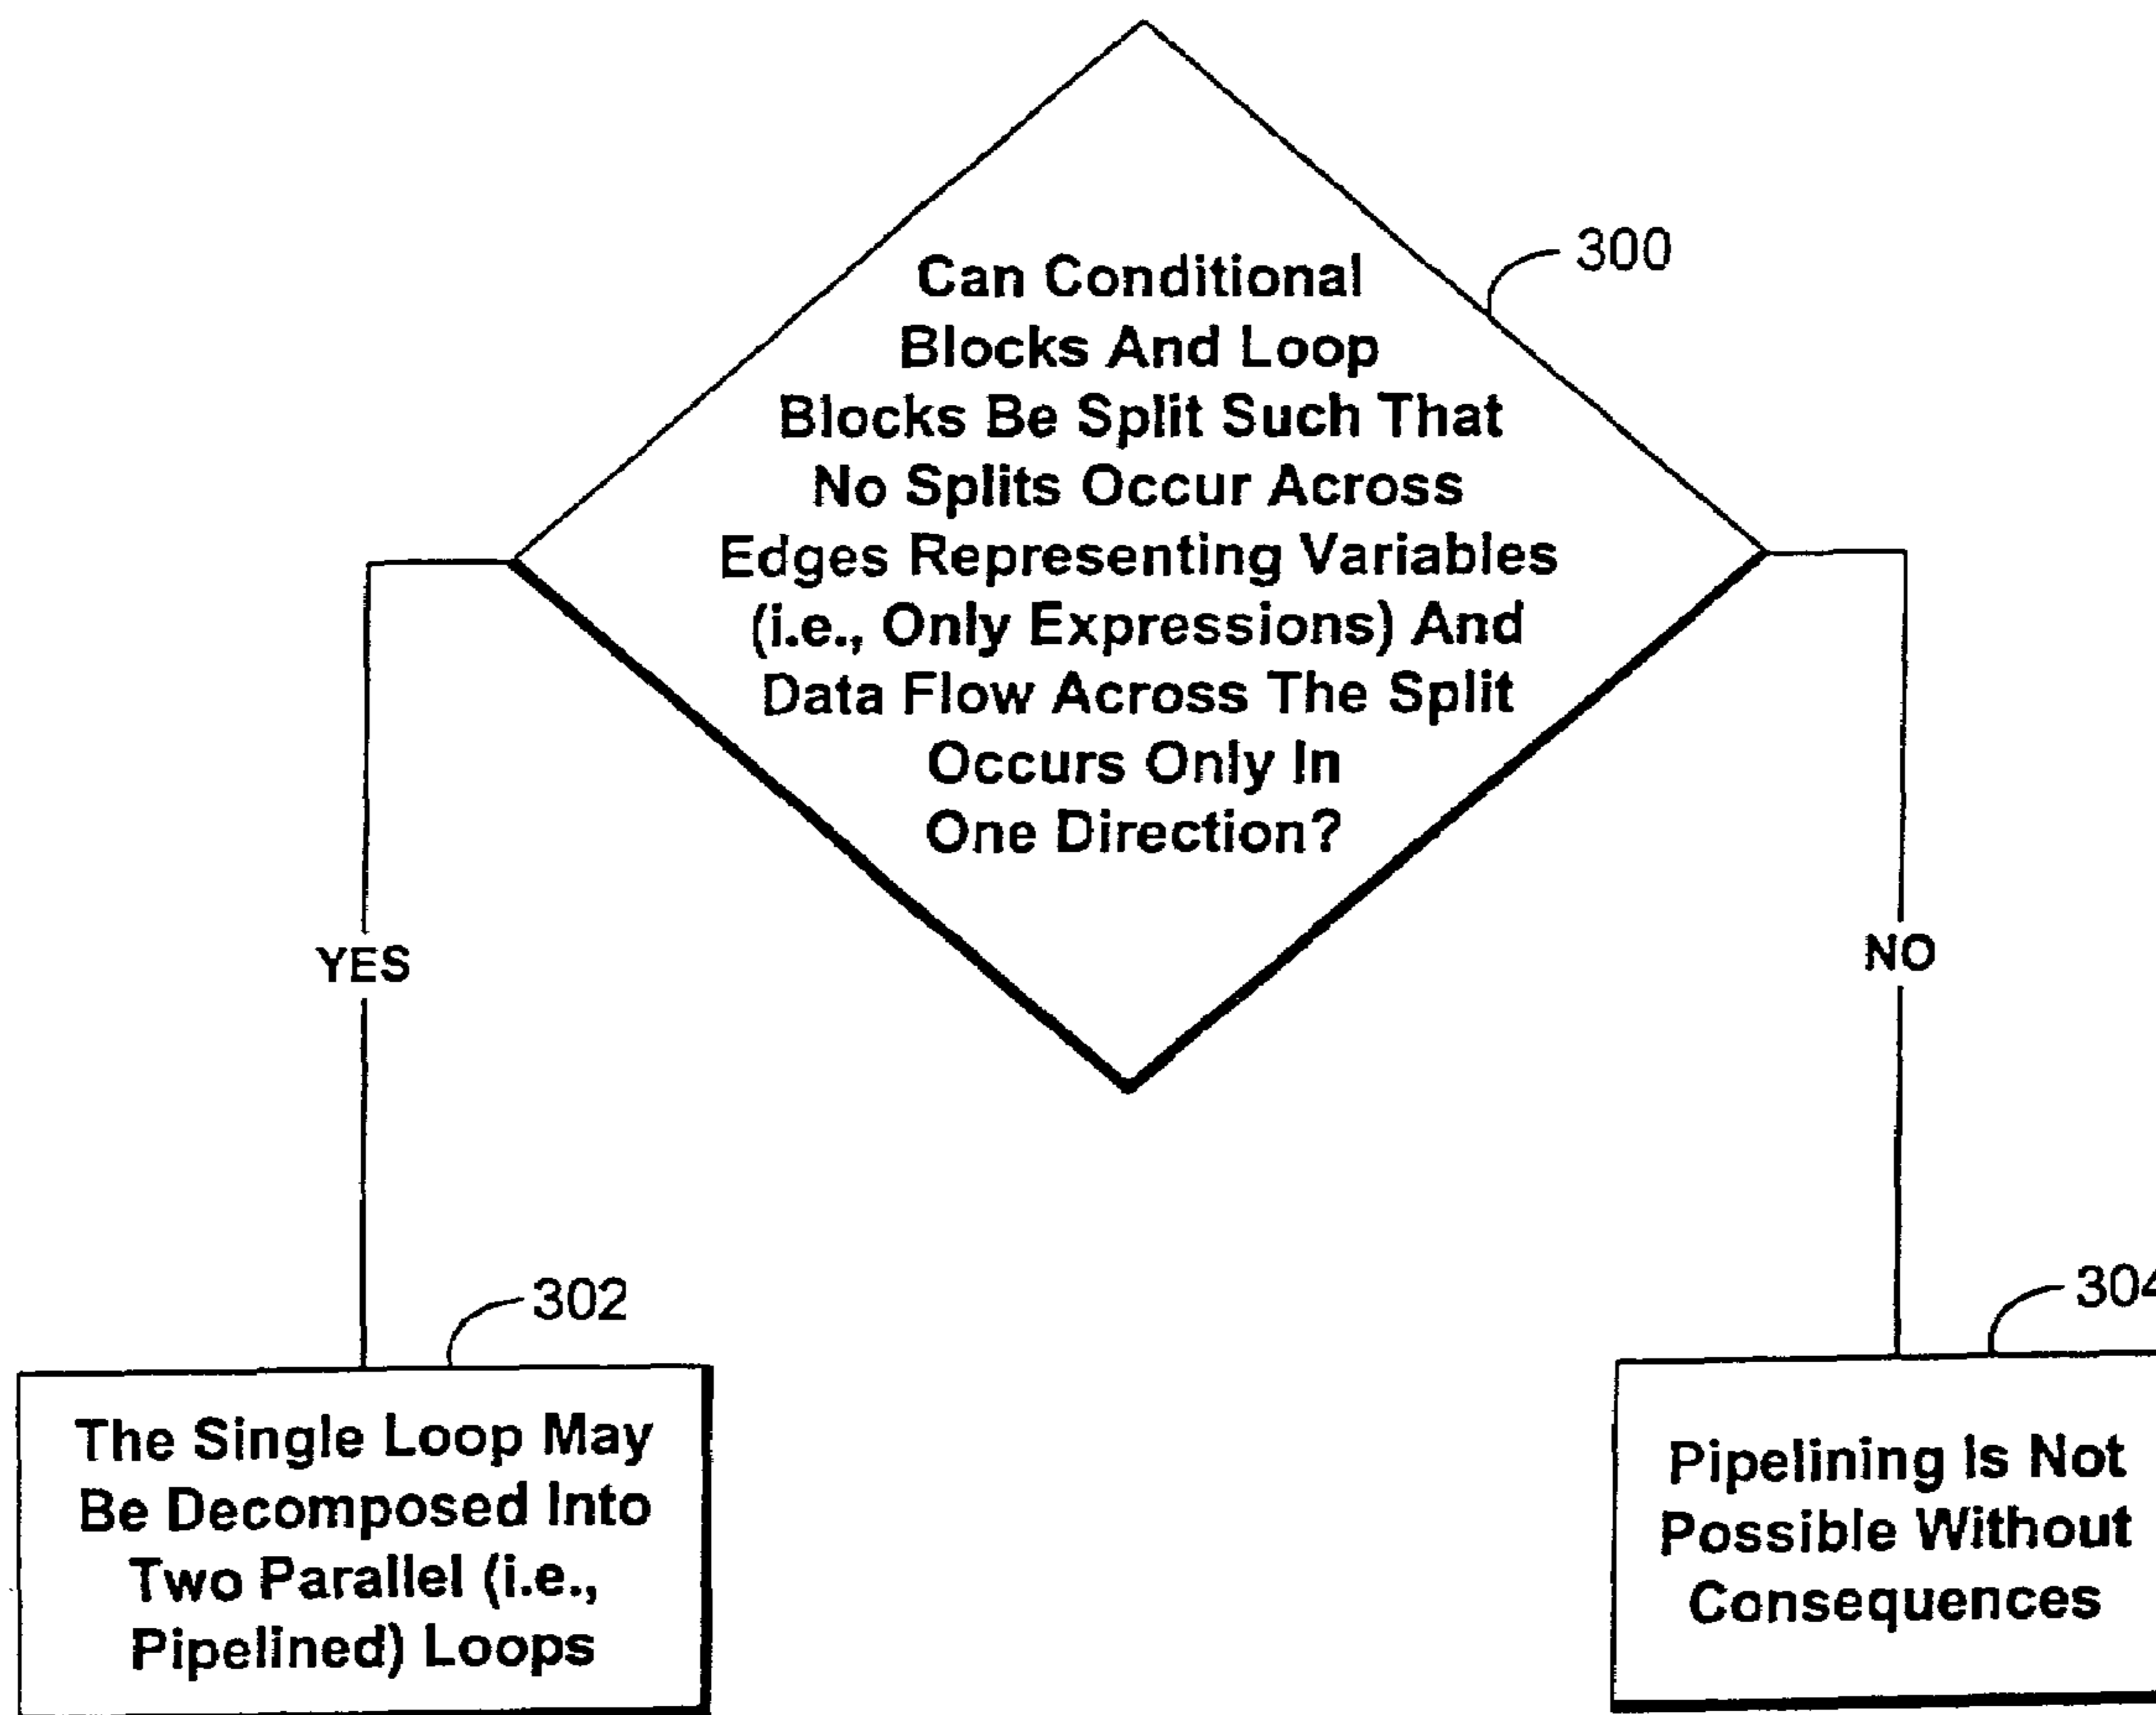 Can Conditional
Blocks And Loop
Blocks Be Split Such That
No Splits Occur Across
Edges Representing Variables
(i.e., Only Expressions) And
Data Flow Across The Split
Occurs Only In
One Direction?
300
YES
NO
302
304
The Single Loop May
Be Decomposed Into
Two Parallel (i.e.,
Pipelined) Loops
Pipelining Is Not
Possible Without
Consequences